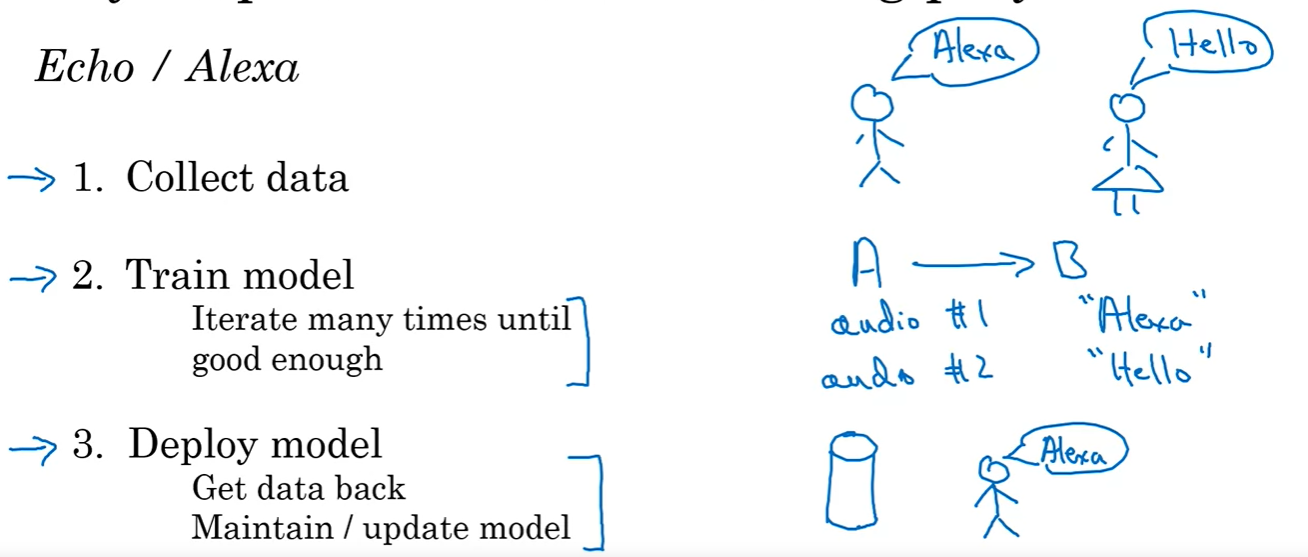 Echo / Alexa
Alexa
Hello
→ 1. Collect data
→ 2. Train model
Iterate many times until
good enough
A → B
audio #1 "Alexa"
audio #2 "Hello"
→ 3. Deploy model
Get data back
Maintain / update model
Alexa